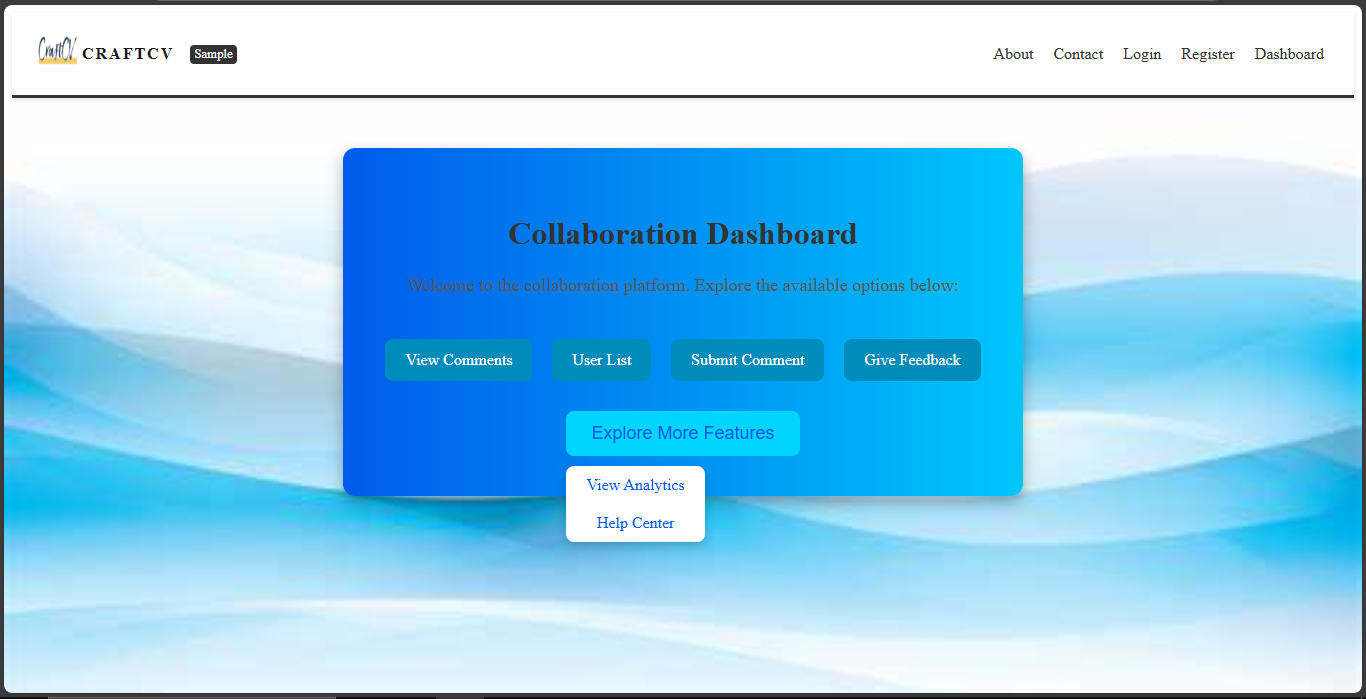 CraftCV CRAFTCV Sample About Contact Login Register Dashboard
Collaboration Dashboard
Welcome to the collaboration platform. Explore the available options below:
View Comments User List Submit Comment Give Feedback
Explore More Features
View Analytics
Help Center